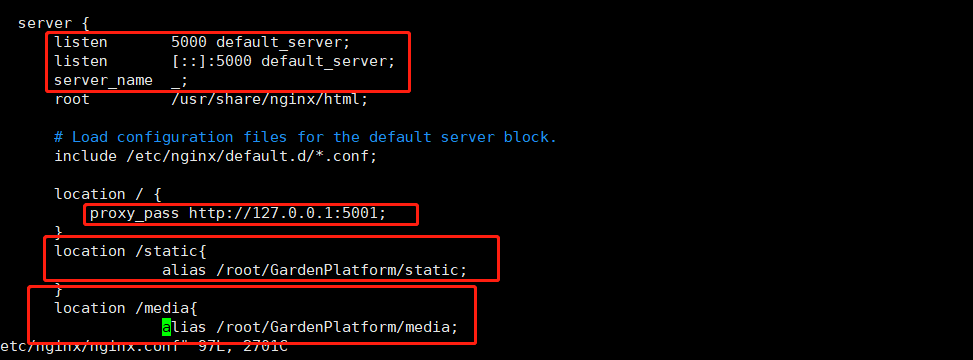 server {
listen 5000 default_server;
listen [::]:5000 default_server;
server_name _;
root /usr/share/nginx/html;
# Load configuration files for the default server block.
include /etc/nginx/default.d/*.conf;
location / {
proxy_pass http://127.0.0.1:5001;
}
location /static{
alias /root/GardenPlatform/static;
}
location /media{
alias /root/GardenPlatform/media;
etc/nginx/nginx.conf" 97L, 2701C